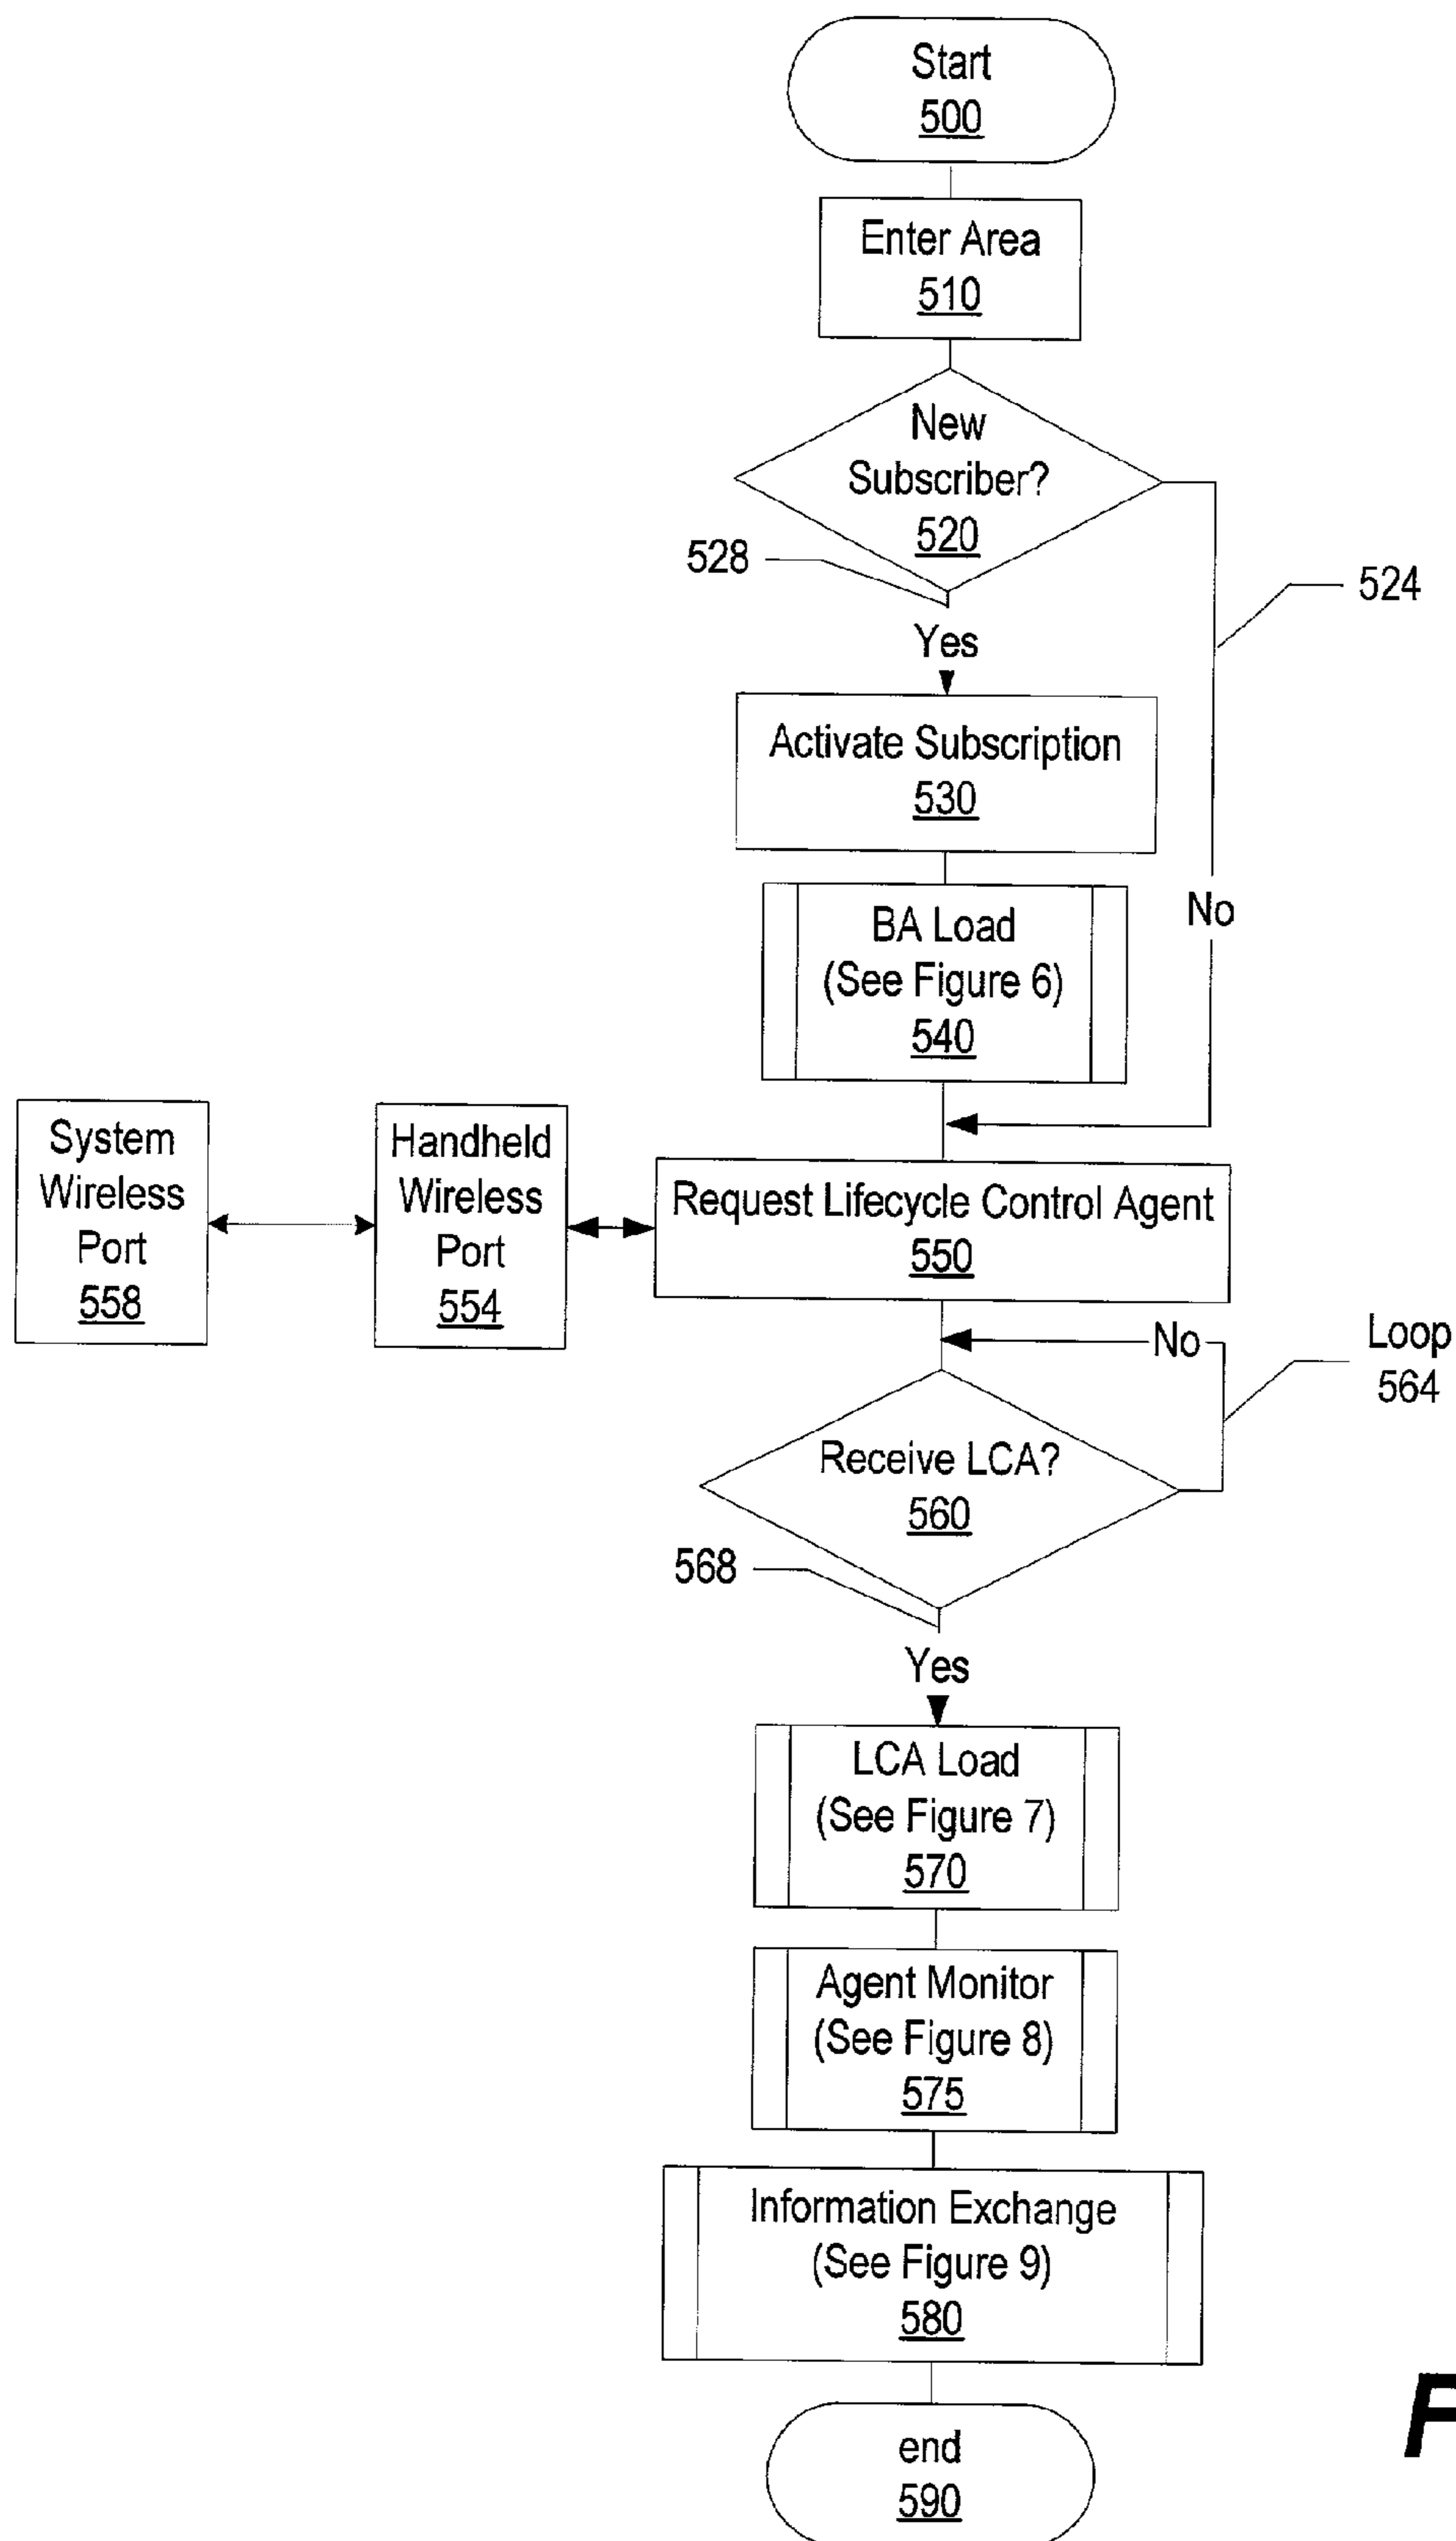 Start
500
Enter Area
510
New
Subscriber?
520
528
524
Yes
Activate Subscription
530
No
BA Load
(See Figure 6)
540
System
Wireless
Port
558
Handheld
Wireless
Port
554
Request Lifecycle Control Agent
550
No
Loop
564
Receive LCA?
560
568
Yes
LCA Load
(See Figure 7)
570
Agent Monitor
(See Figure 8)
575
Information Exchange
(See Figure 9)
580
end
590